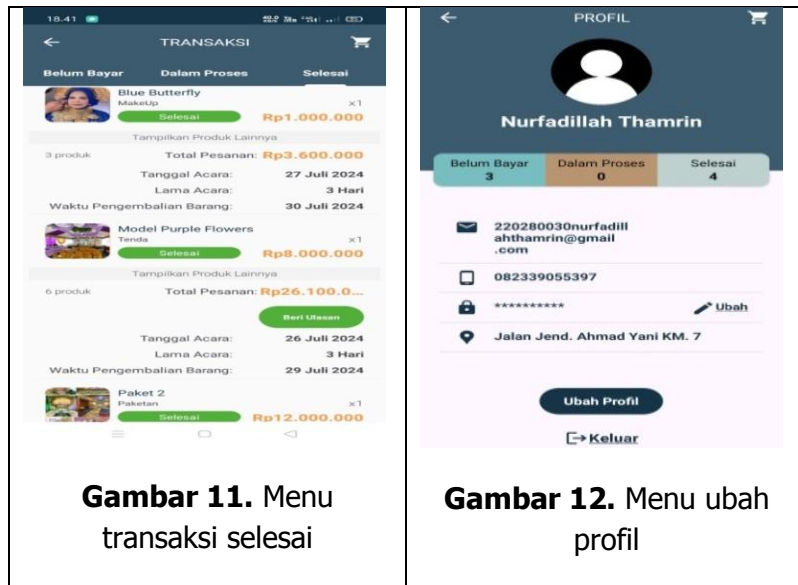 18.41
TRANSAKSI
Belum Bayar Dalam Proses Selesai
Blue Butterfly
MakeUp x1
Selesai Rp1.000.000
Tampilkan Produk Lainnya
3 produk Total Pesanan: Rp3.600.000
Tanggal Acara: 27 Juli 2024
Lama Acara: 3 Hari
Waktu Pengembalian Barang: 30 Juli 2024
Model Purple Flowers
Tenda x1
Selesai Rp8.000.000
Tampilkan Produk Lainnya
6 produk Total Pesanan: Rp26.100.0...
Beri Ulasan
Tanggal Acara: 26 Juli 2024
Lama Acara: 3 Hari
Waktu Pengembalian Barang: 29 Juli 2024
Paket 2
Paketan x1
Selesai Rp12.000.000
Gambar 11. Menu
transaksi selesai
PROFIL
Nurfadillah Thamrin
Belum Bayar Dalam Proses Selesai
3 0 4
220280030nurfadill
ahthamrin@gmail
.com
082339055397
********** Ubah
Jalan Jend. Ahmad Yani KM. 7
Ubah Profil
Keluar
Gambar 12. Menu ubah
profil